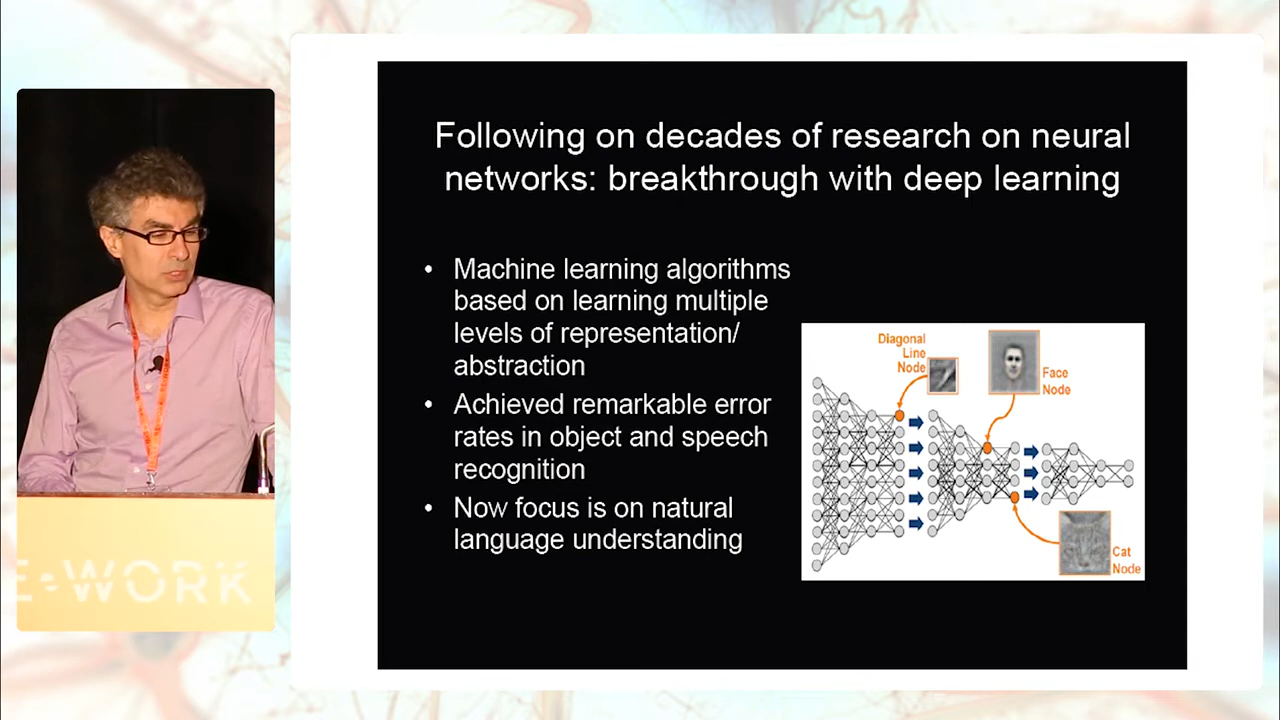 Following on decades of research on neural
networks: breakthrough with deep learning
• Machine learning algorithms
based on learning multiple
levels of representation/
abstraction
• Achieved remarkable error
rates in object and speech
recognition
• Now focus is on natural
language understanding
Diagonal
Line
Node
Face
Node
Cat
Node
E•WORK